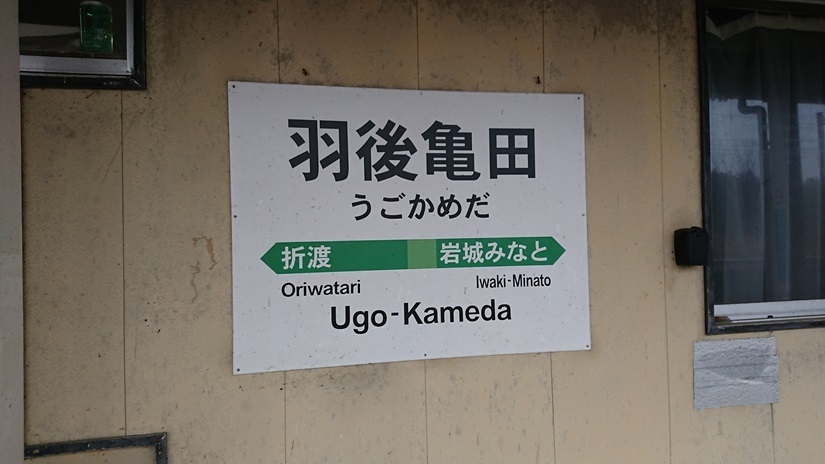 羽後亀田
うごかめだ
折渡 岩城みなと
Oriwatari Iwaki-Minato
Ugo-Kameda